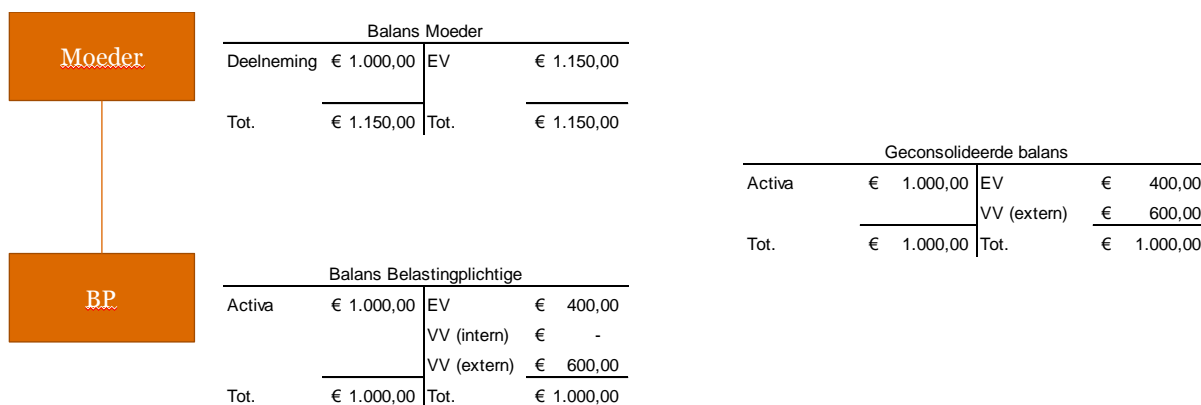 Moeder
Balans Moeder
Deelneming € 1.000,00 EV € 1.150,00
Tot. € 1.150,00 Tot. € 1.150,00
Geconsolideerde balans
Activa € 1.000,00 EV € 400,00
VV (extern) € 600,00
Tot. € 1.000,00 Tot. € 1.000,00
BP
Balans Belastingplichtige
Activa € 1.000,00 EV € 400,00
VV (intern) € -
VV (extern) € 600,00
Tot. € 1.000,00 Tot. € 1.000,00